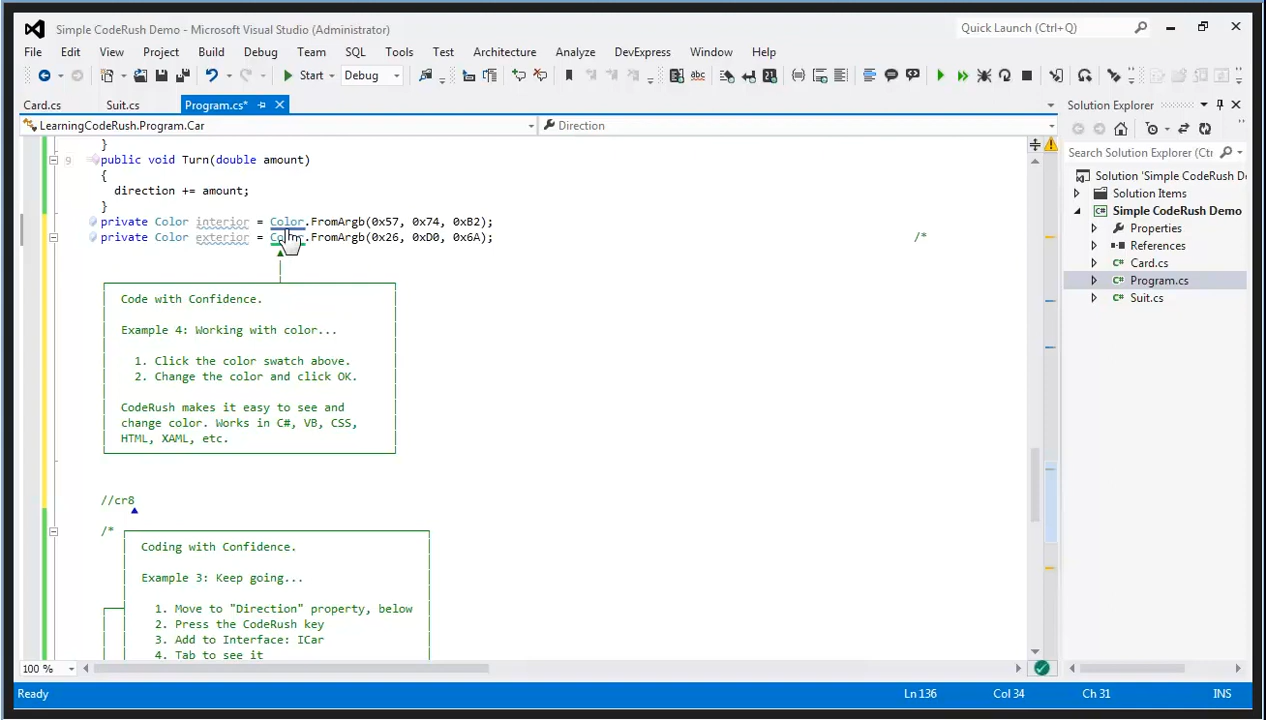 Simple CodeRush Demo - Microsoft Visual Studio (Administrator)
Quick Launch (Ctrl+Q)
File Edit View Project Build Debug Team SQL Tools Test Architecture Analyze DevExpress Window Help
Start Debug
Card.cs Suit.cs Program.cs*
Solution Explorer
LearningCodeRush.Program.Car
Direction
Search Solution Explorer (Ctrl
Solution 'Simple CodeRush Demo
Solution Items
Simple CodeRush Demo
Properties
References
Card.cs
Program.cs
Suit.cs
}
9 public void Turn(double amount)
{
direction += amount;
}
private Color interior = Color.FromArgb(0x57, 0x74, 0xB2);
private Color exterior = .FromArgb(0x26, 0xD0, 0x6A); /*
Code with Confidence.
Example 4: Working with color...
1. Click the color swatch above.
2. Change the color and click OK.
CodeRush makes it easy to see and
change color. Works in C#, VB, CSS,
HTML, XAML, etc.
//cr8
/*
Coding with Confidence.
Example 3: Keep going...
1. Move to "Direction" property, below
2. Press the CodeRush key
3. Add to Interface: ICar
4. Tab to see it
100 %
Ready
Ln 136 Col 34 Ch 31 INS